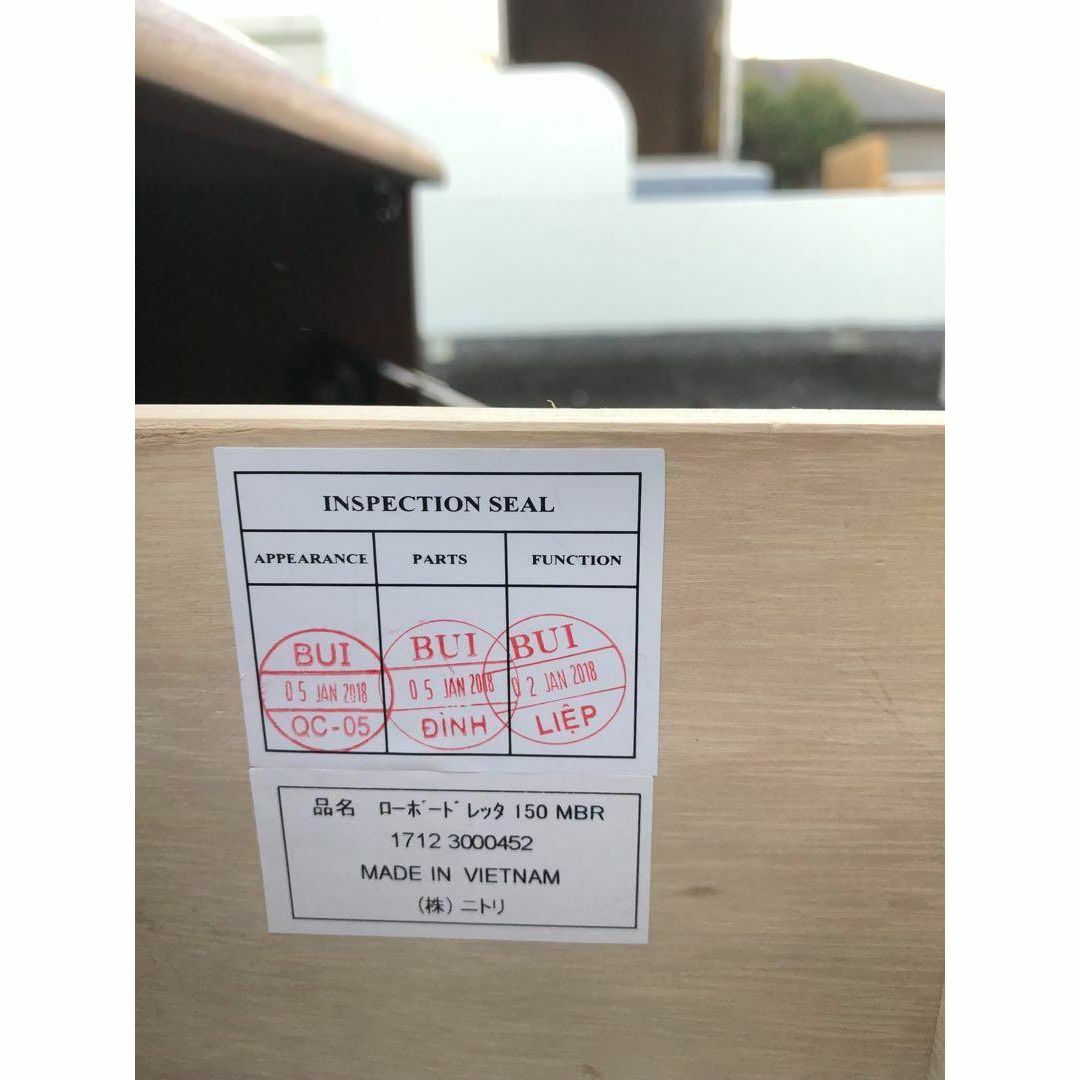 INSPECTION SEAL
APPEARANCE PARTS FUNCTION
BUI
05 JAN 2018
QC-05
BUI
05 JAN 2018
ĐÌNH
BUI
02 JAN 2018
LIỆP
品名 ローボード レッタ 150 MBR
1712 3000452
MADE IN VIETNAM
(株) ニトリ